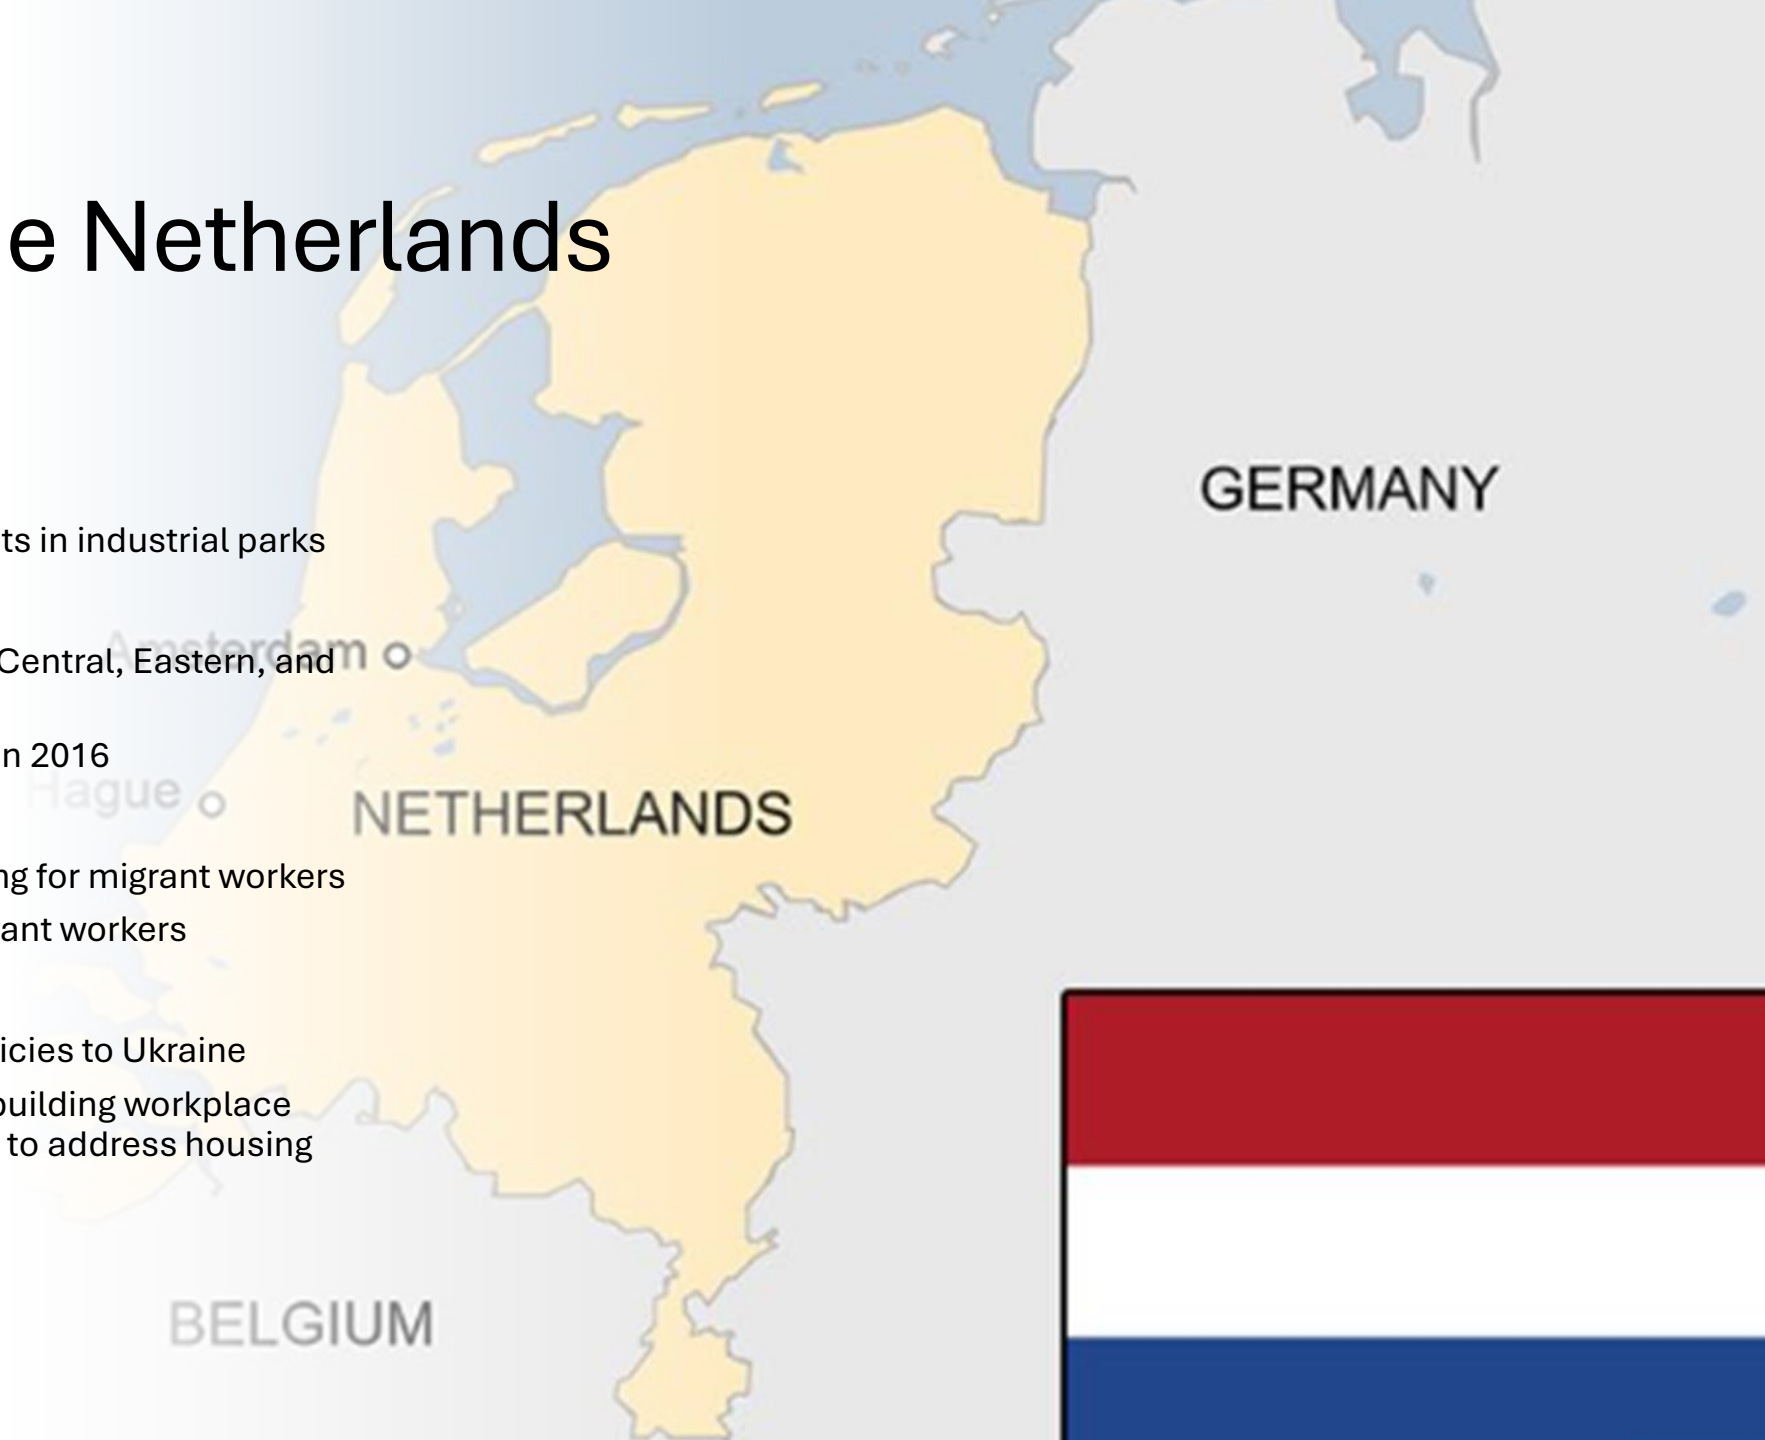 e Netherlands
GERMANY
ts in industrial parks
Amsterdam
Central, Eastern, and
n 2016
Hague
NETHERLANDS
ng for migrant workers
ant workers
icies to Ukraine
building workplace
to address housing
BELGIUM